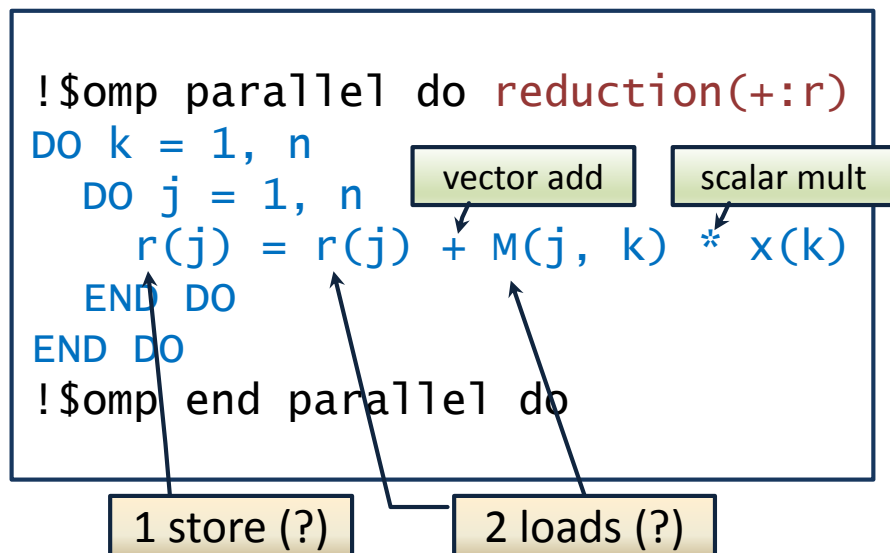 !$omp parallel do reduction(+:r)
DO k = 1, n
vector add
scalar mult
DO j = 1, n
r(j) = r(j) + M(j, k) * x(k)
END DO
END DO
!$omp end parallel do
1 store (?)
2 loads (?)